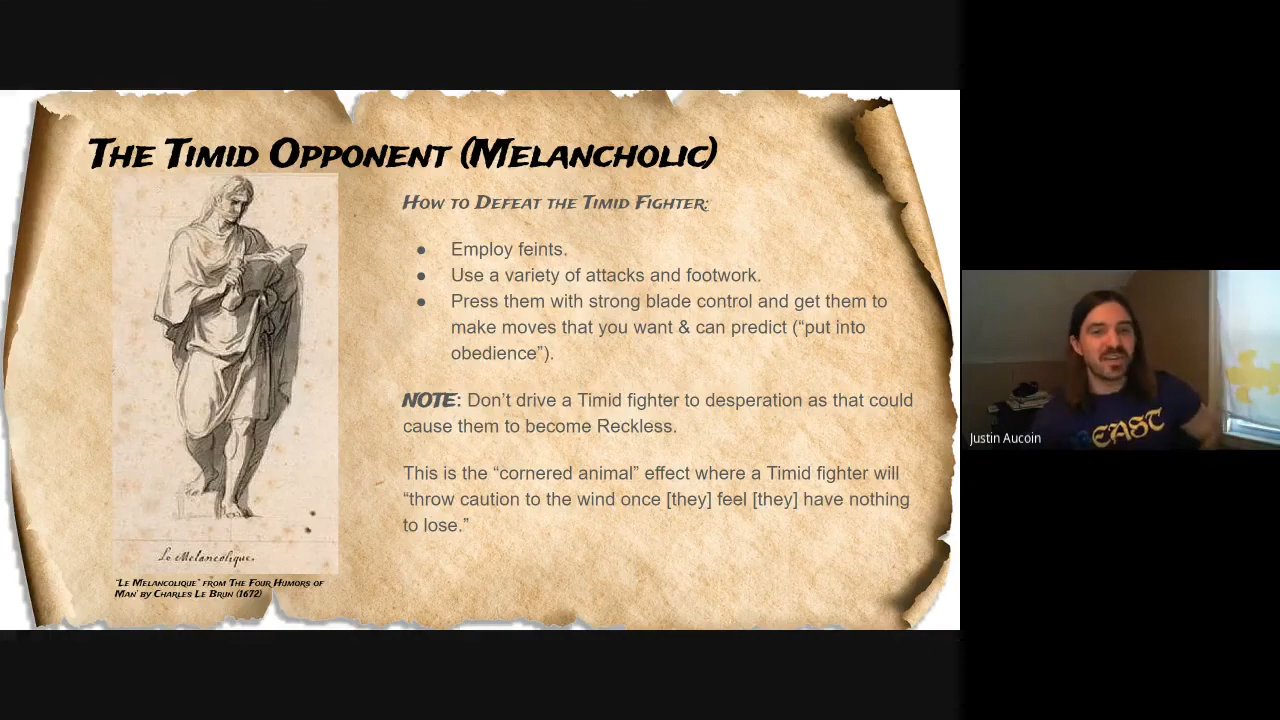 The Timid Opponent (Melancholic)
How to Defeat the Timid Fighter:
● Employ feints.
● Use a variety of attacks and footwork.
● Press them with strong blade control and get them to
make moves that you want & can predict (“put into
obedience”).
NOTE: Don’t drive a Timid fighter to desperation as that could
cause them to become Reckless.
This is the “cornered animal” effect where a Timid fighter will
“throw caution to the wind once [they] feel [they] have nothing
to lose.”
Le Melancolique.
"Le Melancolique" from The Four Humors of
Man' by Charles Le Brun (1672)
Justin Aucoin
EAST